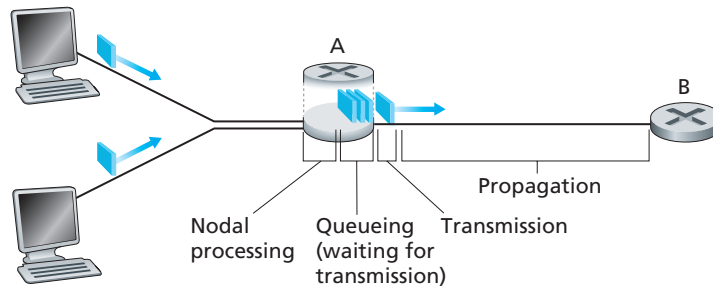 A
B
Propagation
Nodal
processing
Queueing
(waiting for
transmission)
Transmission